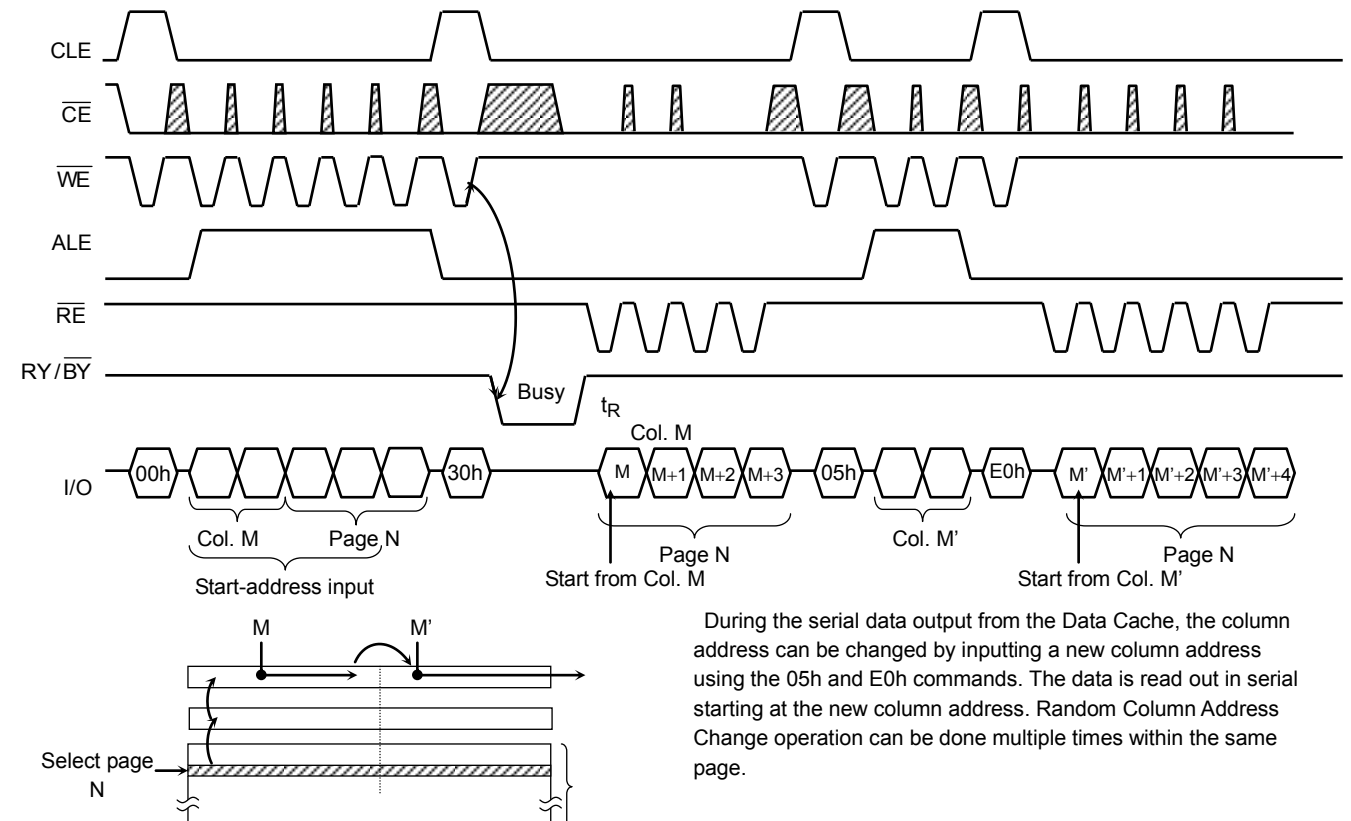 CLE
CE
WE
ALE
RE
RY/BY
Busy
tR
Col. M
I/O
00h
30h
M
M+1
M+2
M+3
05h
E0h
M'
M'+1
M'+2
M'+3
M'+4
Col. M
Page N
Start-address input
Page N
Start from Col. M
Col. M’
Page N
Start from Col. M’
M
M’
Select page
N
During the serial data output from the Data Cache, the column
address can be changed by inputting a new column address
using the 05h and E0h commands. The data is read out in serial
starting at the new column address. Random Column Address
Change operation can be done multiple times within the same
page.